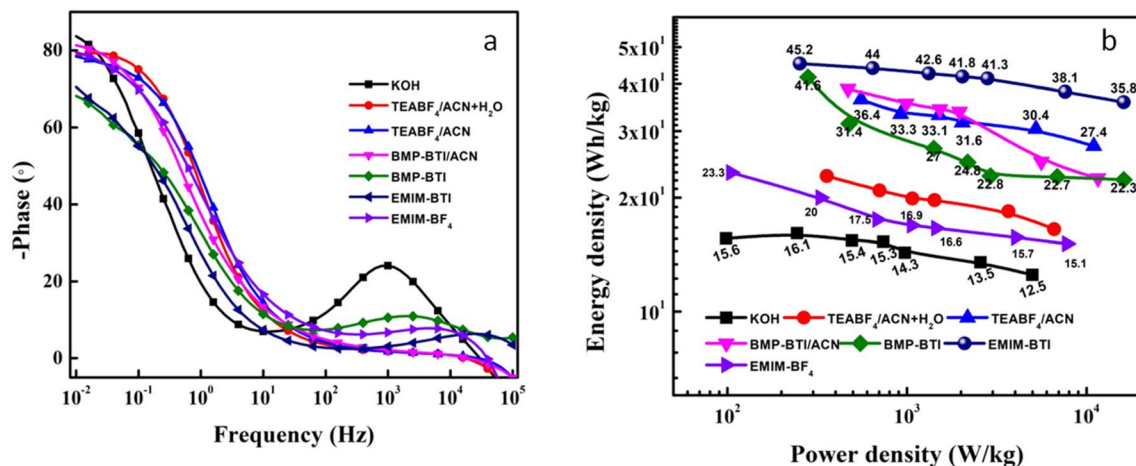 a
-Phase (°)
80
60
40
20
0
KOH
TEABF₄/ACN+H₂O
TEABF₄/ACN
BMP-BTI/ACN
BMP-BTI
EMIM-BTI
EMIM-BF₄
10⁻² 10⁻¹ 10⁰ 10¹ 10² 10³ 10⁴ 10⁵
Frequency (Hz)
b
Energy density (Wh/kg)
5x10¹
4x10¹
3x10¹
2x10¹
10¹
45.2 44 42.6 41.8 41.3 38.1 35.8
41.6 31.4 27 24.8 22.8 22.7 22.3
36.4 33.3 33.1 31.6 30.4 27.4
23.3 20 17.5 16.9 16.6 15.7 15.1
15.6 16.1 15.4 15.3 14.3 13.5 12.5
KOH TEABF₄/ACN+H₂O TEABF₄/ACN
BMP-BTI/ACN BMP-BTI EMIM-BTI
EMIM-BF₄
10² 10³ 10⁴
Power density (W/kg)